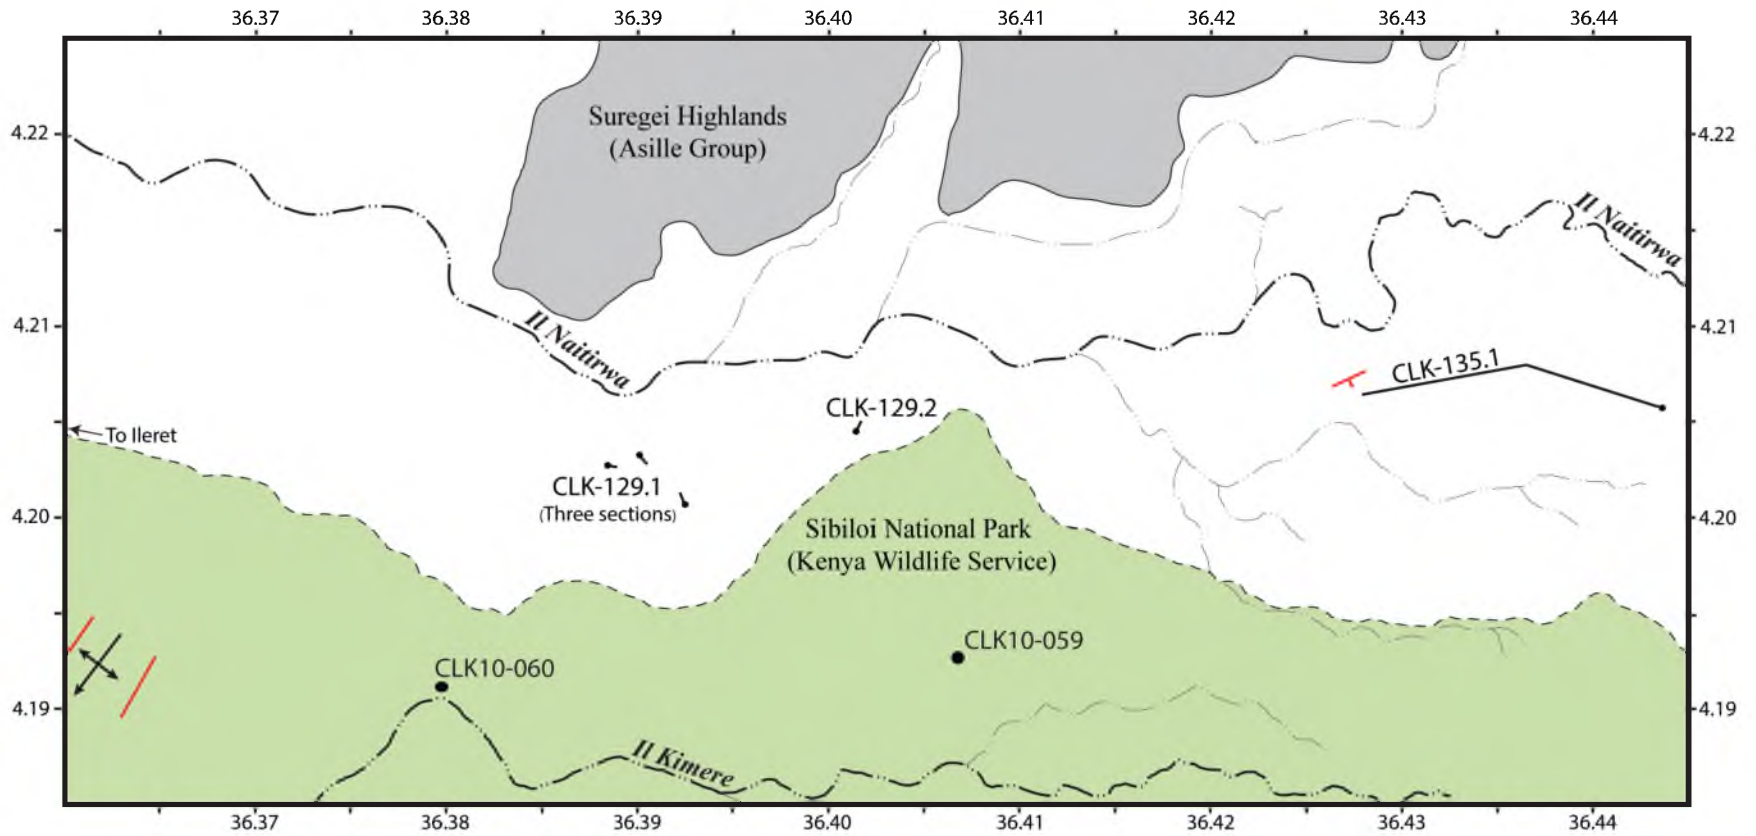 36.37 36.38 36.39 36.40 36.41 36.42 36.43 36.44
Suregei Highlands
(Asille Group)
4.22 4.22
Il Naitirwa
4.21 4.21
Il Naitirwa
CLK-135.1
CLK-129.2
To Ileret
CLK-129.1
(Three sections)
4.20 4.20
Sibiloi National Park
(Kenya Wildlife Service)
CLK10-059
CLK10-060
4.19 4.19
Il Kimere
36.37 36.38 36.39 36.40 36.41 36.42 36.43 36.44